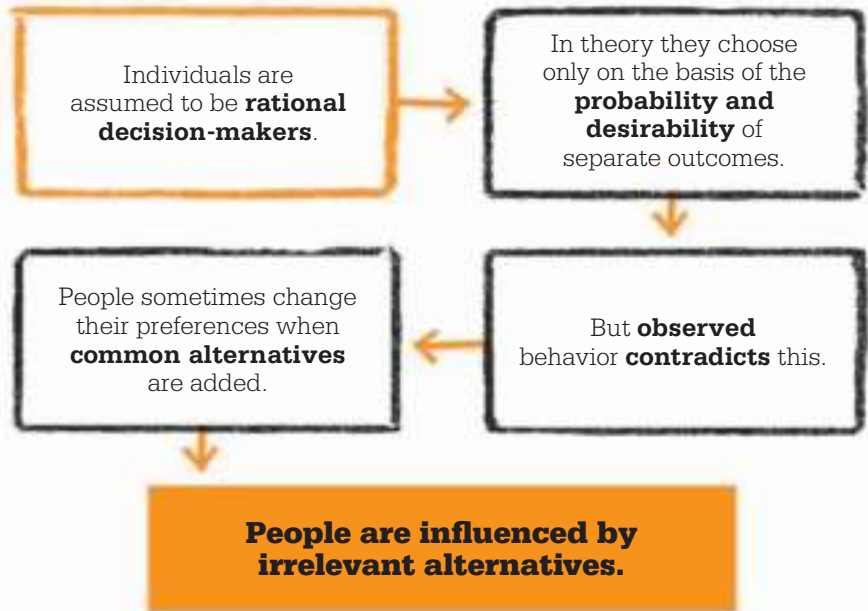 Individuals are
assumed to be rational
decision-makers.
In theory they choose
only on the basis of the
probability and
desirability of
separate outcomes.
But observed
behavior contradicts this.
People sometimes change
their preferences when
common alternatives
are added.
People are influenced by
irrelevant alternatives.